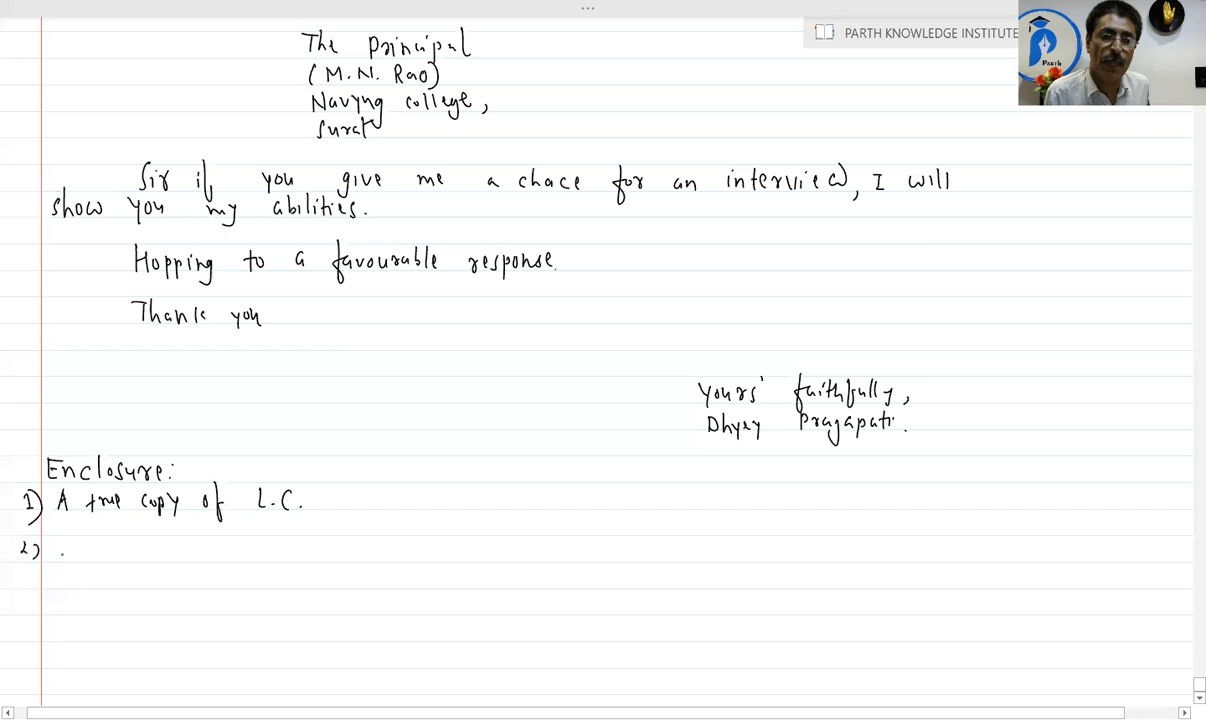 PARTH KNOWLEDGE INSTITUTE
Parth
The Principal
(M.N. Rao)
Navyug college,
Surat
Sir if you give me a chace for an interview, I will
show you my abilities.
Hopping to a favourable response.
Thank you
Yours' faithfully,
Dhyey Pragapati.
Enclosure:
1) A true copy of L.C.
2) .